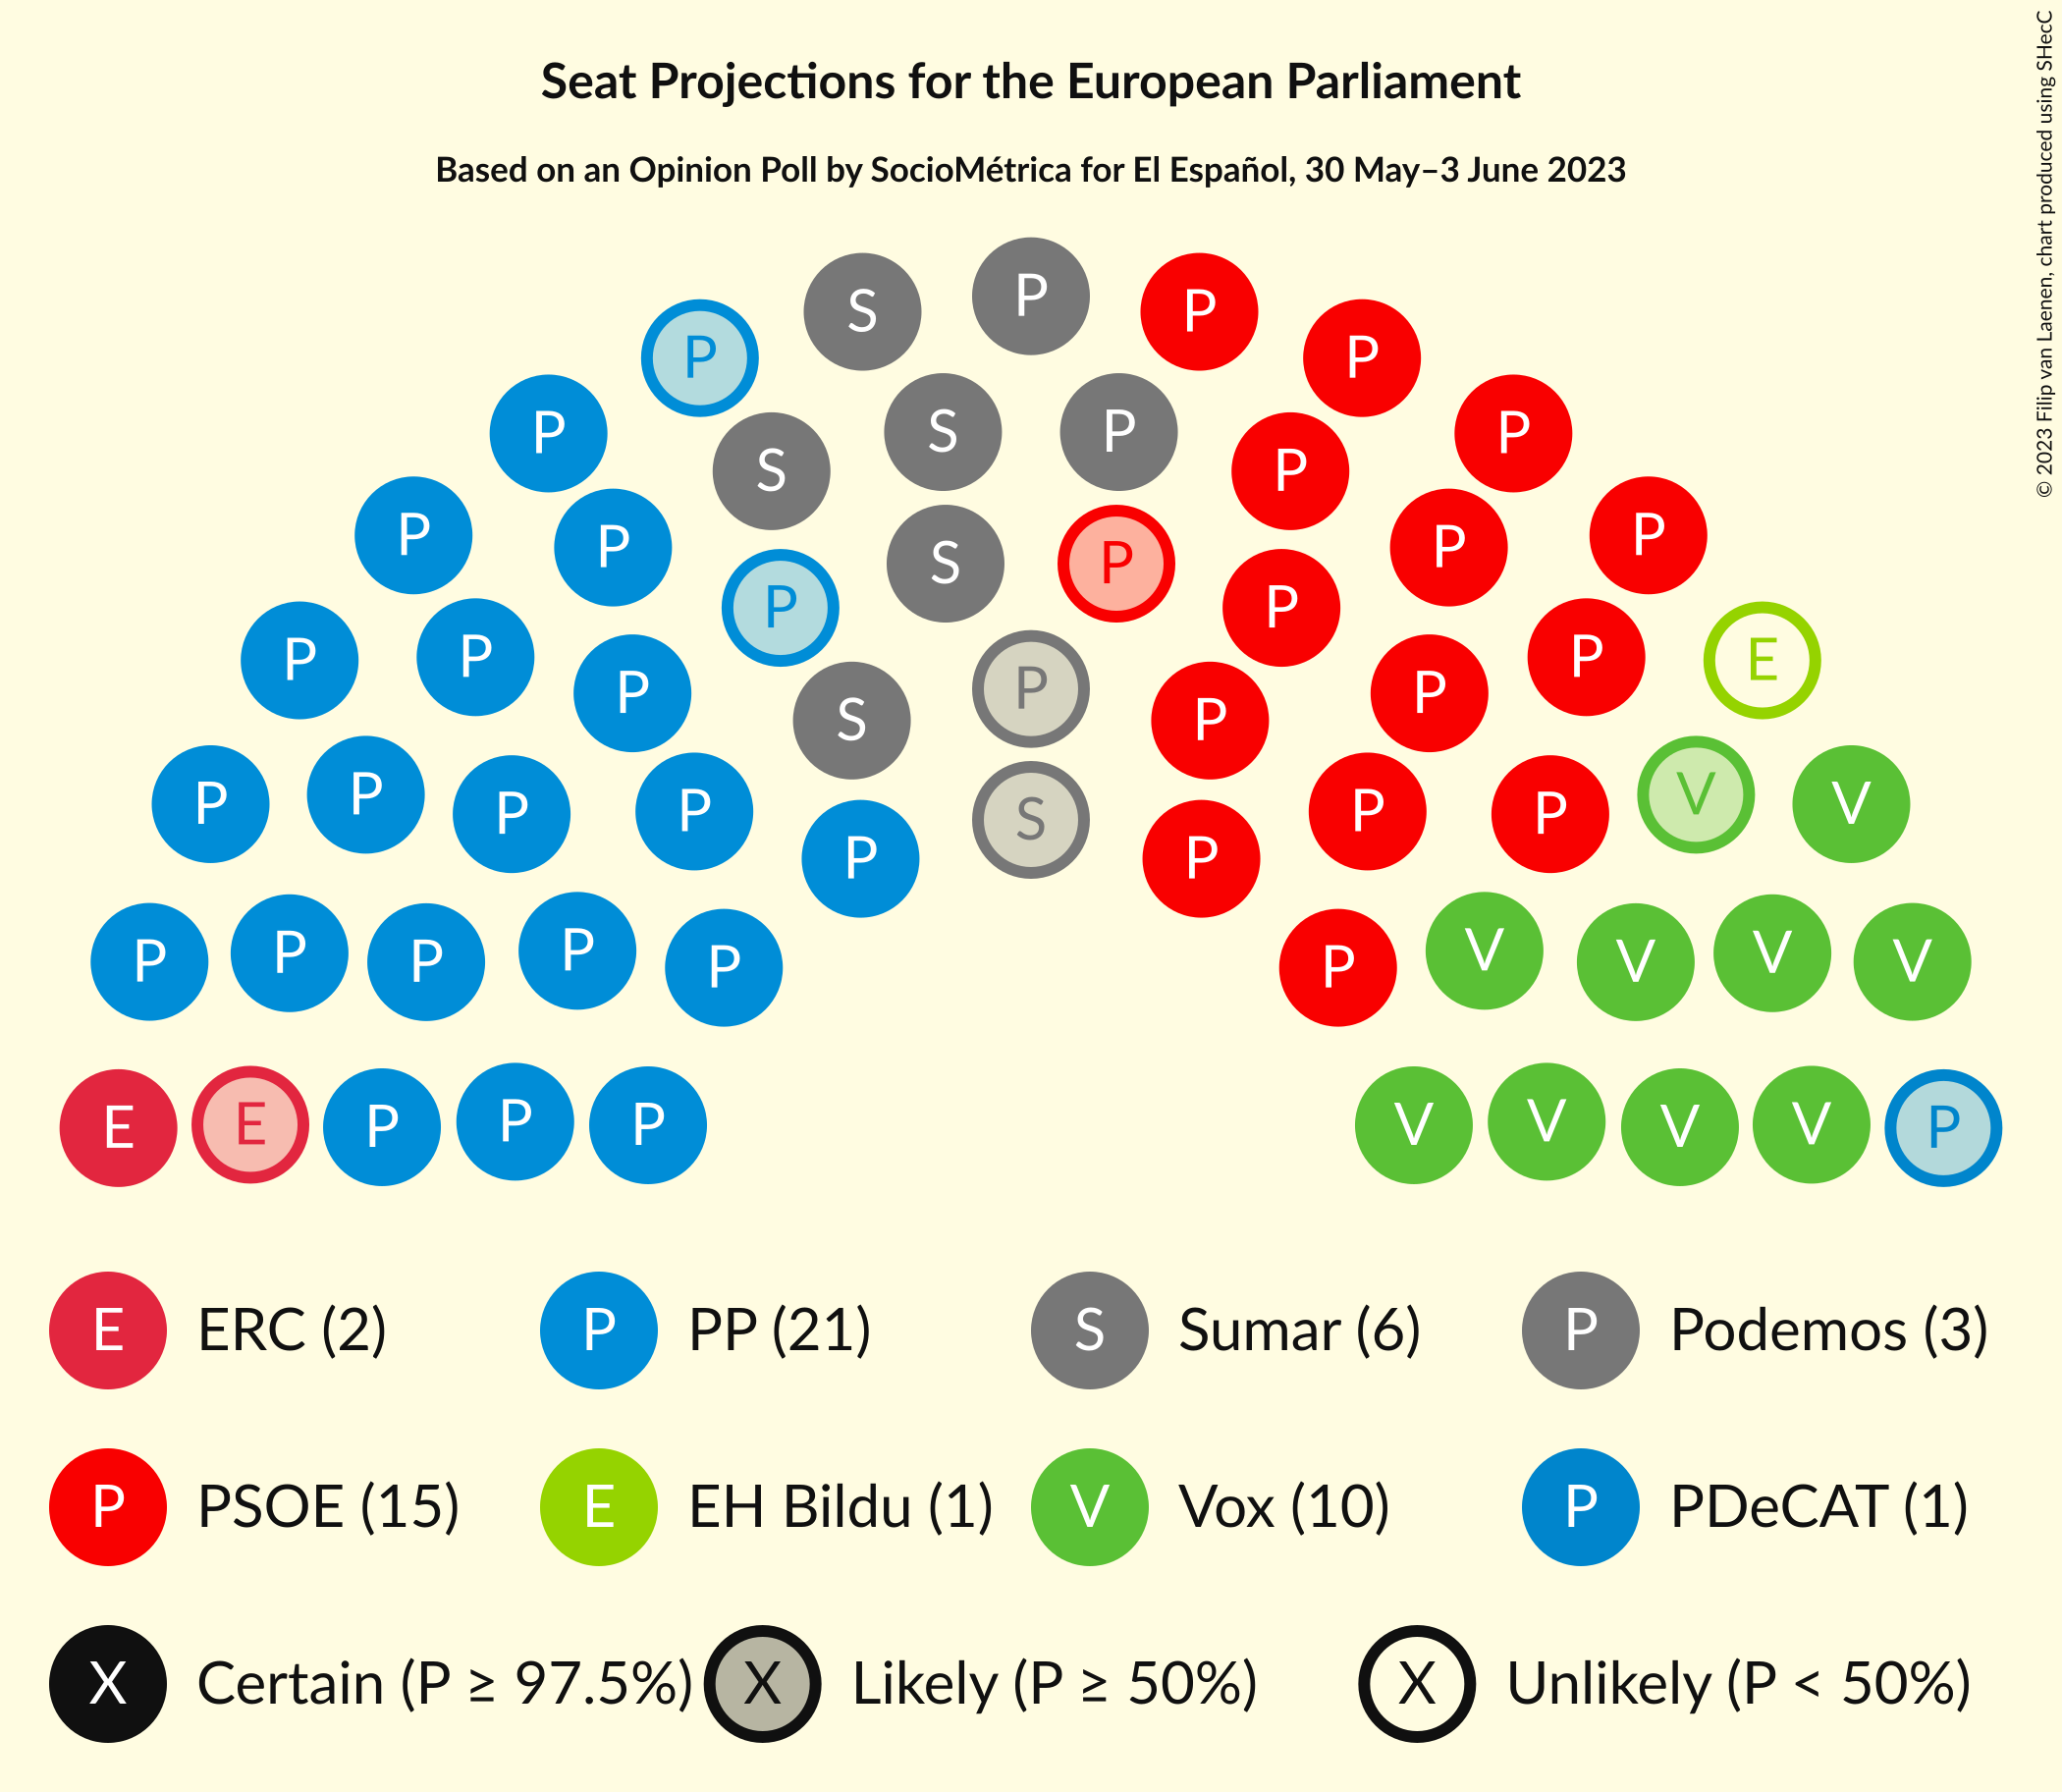 Seat Projections for the European Parliament
Based on an Opinion Poll by SocioMétrica for El Español, 30 May–3 June 2023
© 2023 Filip van Laenen, chart produced using SHecC
S P P
P P
S S P P P
P P P P
S P P
P P P P P E
P P P
S P P
P P P P P S P P P V V
P P
P P P P P P V V V V
E E P P P V V V V P
E ERC (2) P PP (21) S Sumar (6) P Podemos (3)
P PSOE (15) E EH Bildu (1) V Vox (10) P PDeCAT (1)
X Certain (P ≥ 97.5%) X Likely (P ≥ 50%) X Unlikely (P < 50%)